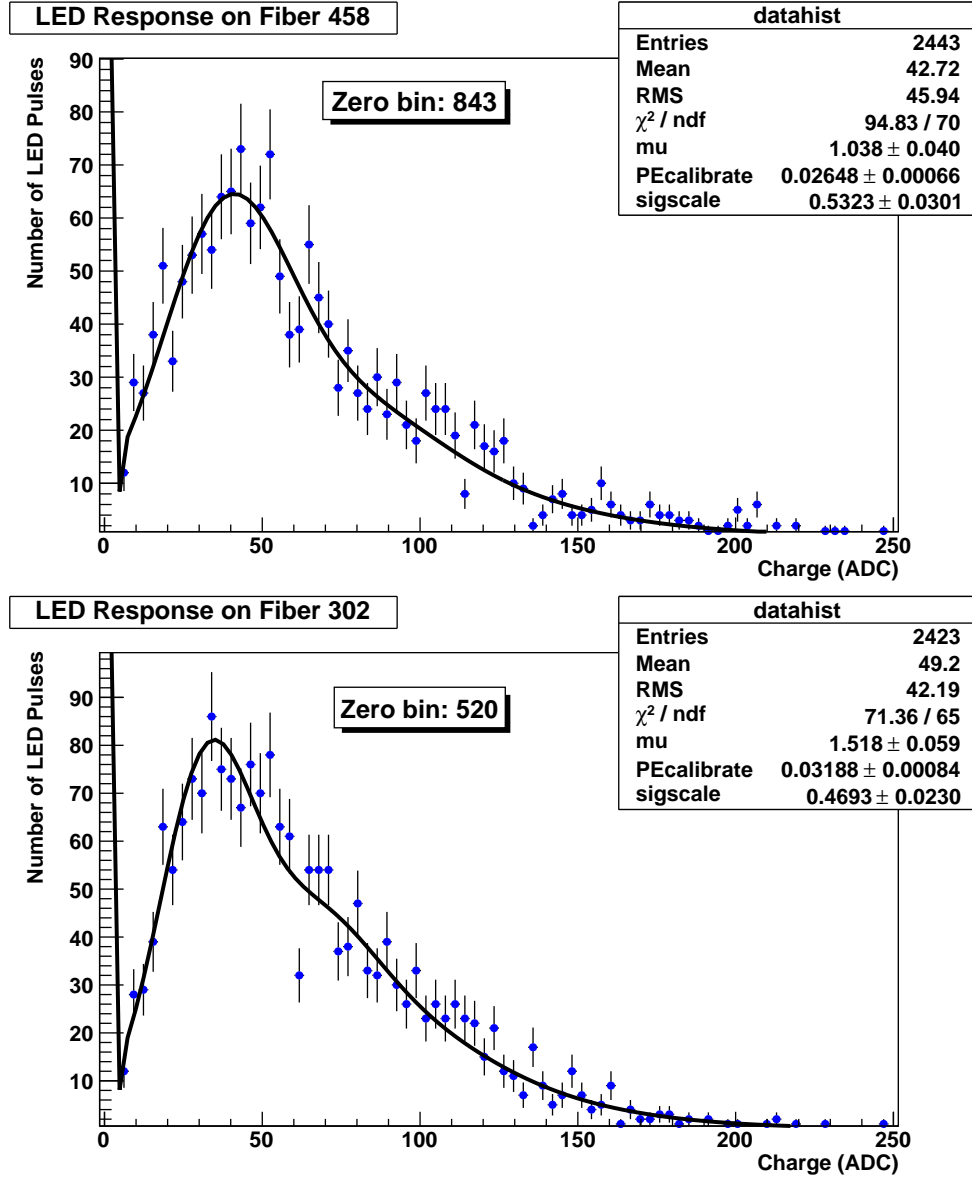 LED Response on Fiber 458
datahist
Entries 2443
Mean 42.72
RMS 45.94
χ² / ndf 94.83 / 70
mu 1.038 ± 0.040
PEcalibrate 0.02648 ± 0.00066
sigscale 0.5323 ± 0.0301
Zero bin: 843
Number of LED Pulses
90
80
70
60
50
40
30
20
10
0 50 100 150 200 250
Charge (ADC)
LED Response on Fiber 302
datahist
Entries 2423
Mean 49.2
RMS 42.19
χ² / ndf 71.36 / 65
mu 1.518 ± 0.059
PEcalibrate 0.03188 ± 0.00084
sigscale 0.4693 ± 0.0230
Zero bin: 520
Number of LED Pulses
90
80
70
60
50
40
30
20
10
0 50 100 150 200 250
Charge (ADC)